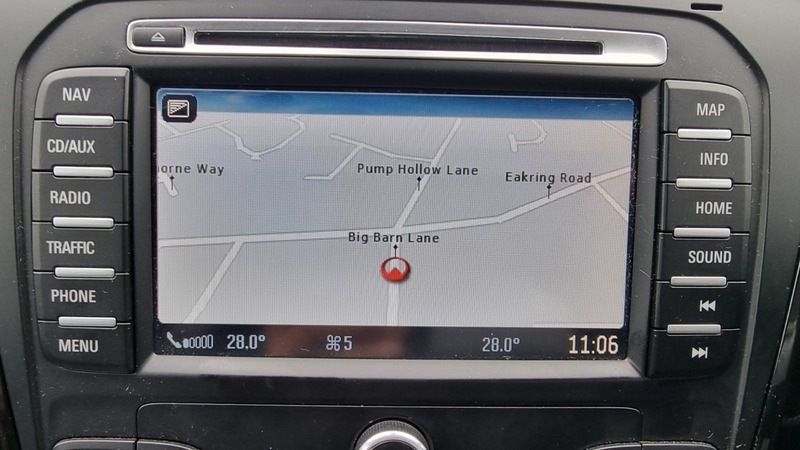 NAV
CD/AUX
RADIO
TRAFFIC
PHONE
MENU
orne Way
Pump Hollow Lane
Eakring Road
Big Barn Lane
28.0°
5
28.0°
11:06
MAP
INFO
HOME
SOUND